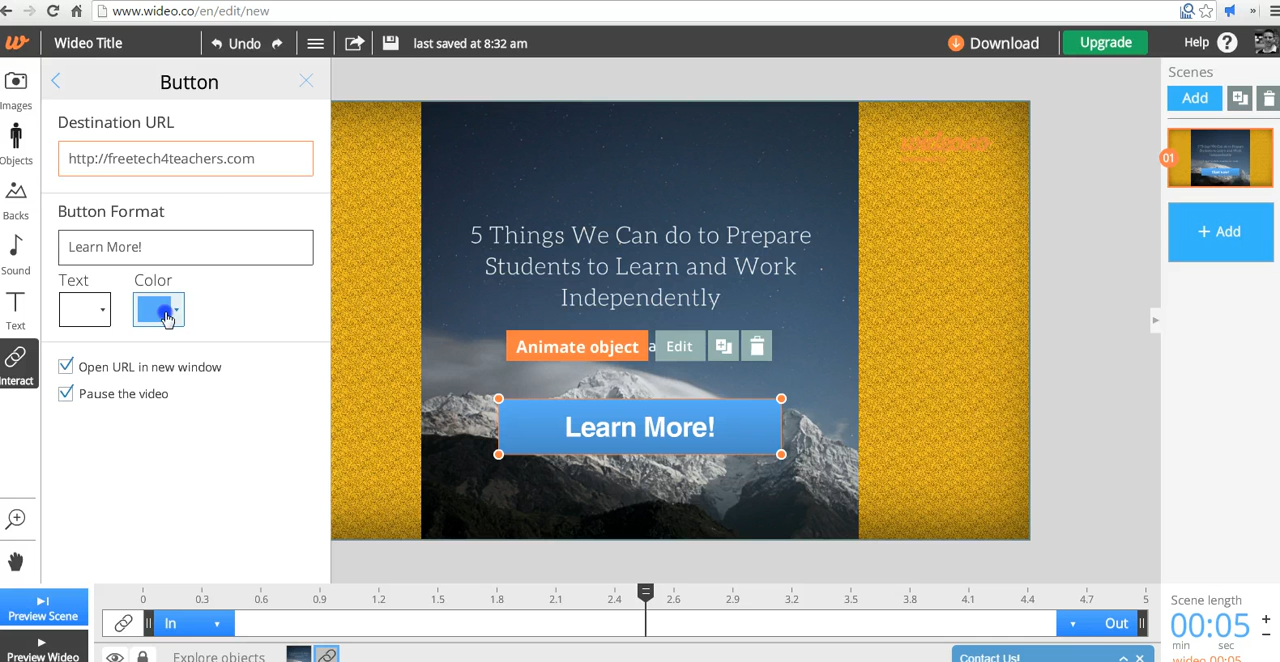 www.wideo.co/en/edit/new
Wideo Title
Undo
last saved at 8:32 am
Download
Upgrade
Help ?
Images
Objects
Backs
Sound
Text
Interact
Button
Destination URL
http://freetech4teachers.com
Button Format
Learn More!
Text Color
Open URL in new window
Pause the video
5 Things We Can do to Prepare
Students to Learn and Work
Independently
Animate object
a
Edit
Learn More!
Scenes
Add
01
+ Add
Preview Scene
Preview Video
0 0.3 0.6 0.9 1.2 1.5 1.8 2.1 2.4 2.6 2.9 3.2 3.5 3.8 4.1 4.4 4.7 5
In
Out
Explore objects
Contact Us!
Scene length
00:05
min sec
wideo 00:05